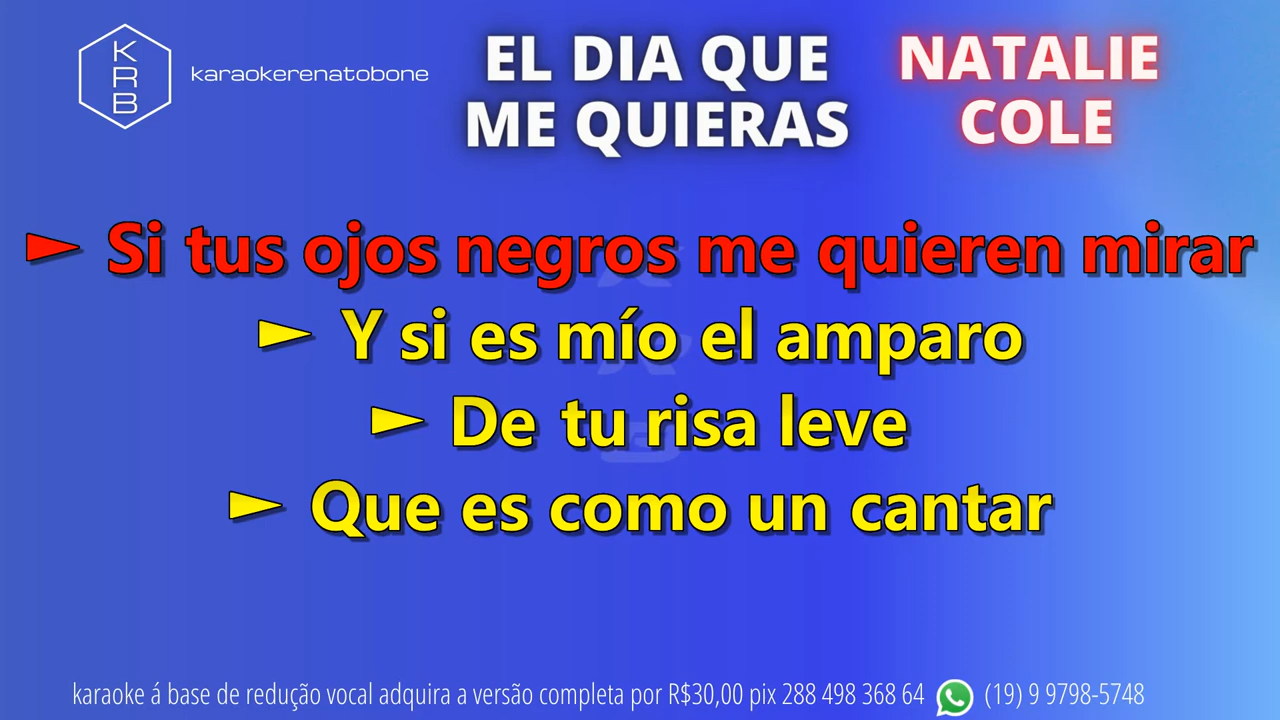 K
R
B
karaokerenatobone
EL DIA QUE
ME QUIERAS
NATALIE
COLE
► Si tus ojos negros me quieren mirar
► Y si es mío el amparo
► De tu risa leve
► Que es como un cantar
karaoke á base de redução vocal adquira a versão completa por R$30,00 pix 288 498 368 64 (19) 9 9798-5748